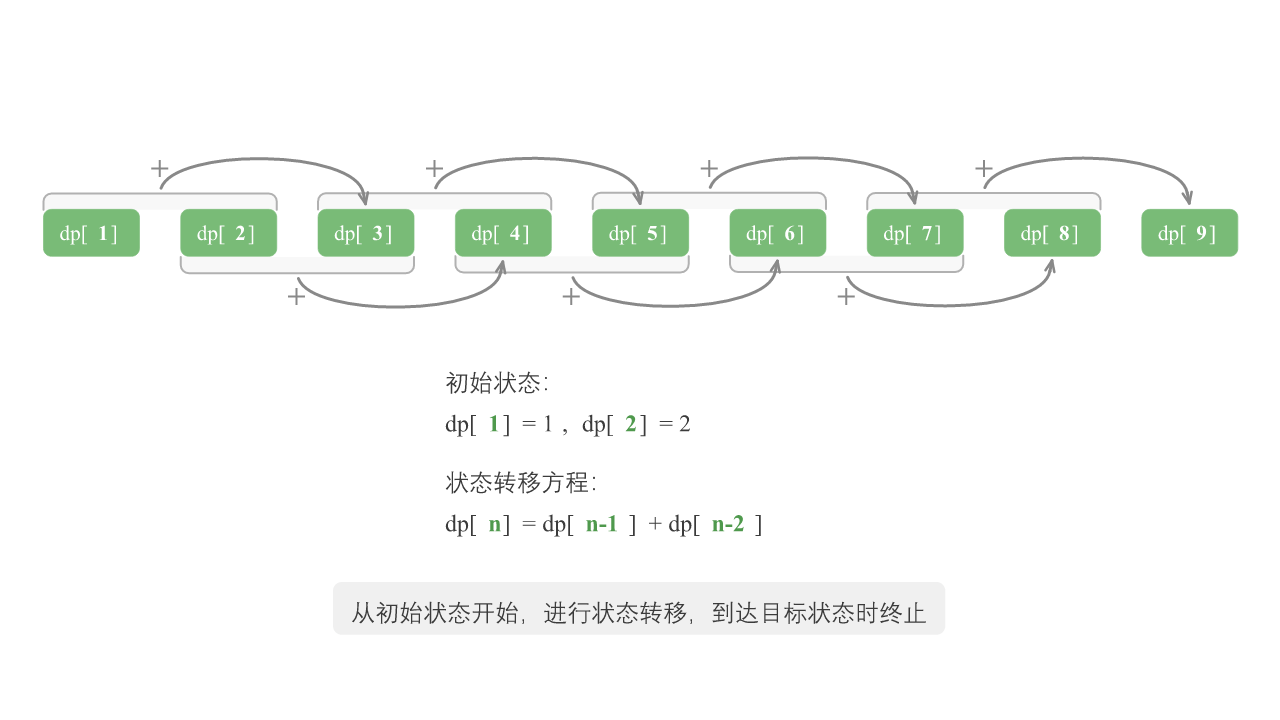 + + + +
dp[ 1 ] dp[ 2 ] dp[ 3 ] dp[ 4 ] dp[ 5 ] dp[ 6 ] dp[ 7 ] dp[ 8 ] dp[ 9 ]
+ + +
初始状态：
dp[ 1 ] = 1 ，dp[ 2 ] = 2
状态转移方程：
dp[ n ] = dp[ n-1 ] + dp[ n-2 ]
从初始状态开始，进行状态转移，到达目标状态时终止